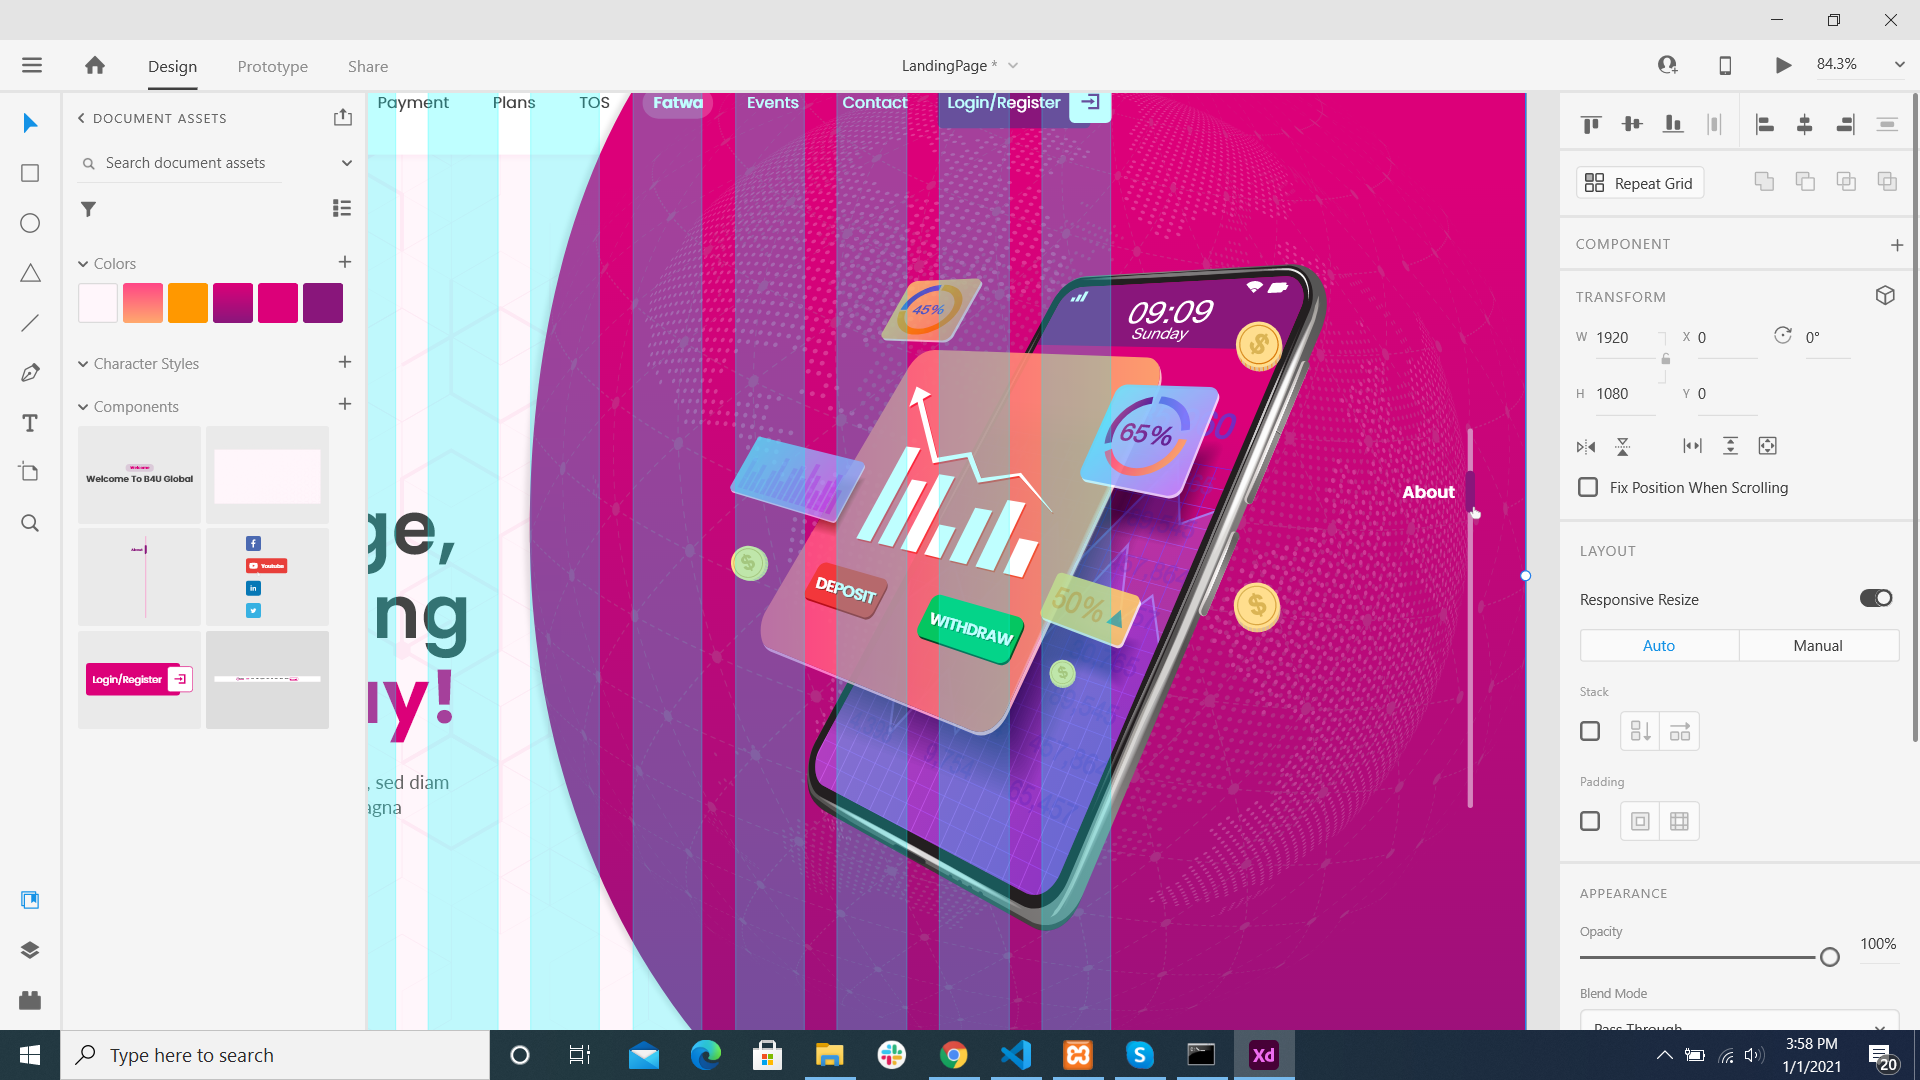 Design
Prototype
Share
LandingPage *
84.3%
DOCUMENT ASSETS
Search document assets
Colors
Character Styles
Components
Welcome
Welcome To B4U Global
About
Youtube
Login/Register
Payment
Plans
TOS
Fatwa
Events
Contact
Login/Register
ge,
ng
uy!
, sed diam
agna
09:09
Sunday
45%
65%
50%
DEPOSIT
WITHDRAW
About
Repeat Grid
COMPONENT
TRANSFORM
W 1920
X 0
0°
H 1080
Y 0
Fix Position When Scrolling
LAYOUT
Responsive Resize
Auto
Manual
Stack
Padding
APPEARANCE
Opacity
100%
Blend Mode
Pass Through
Type here to search
Xd
3:58 PM
1/1/2021
20